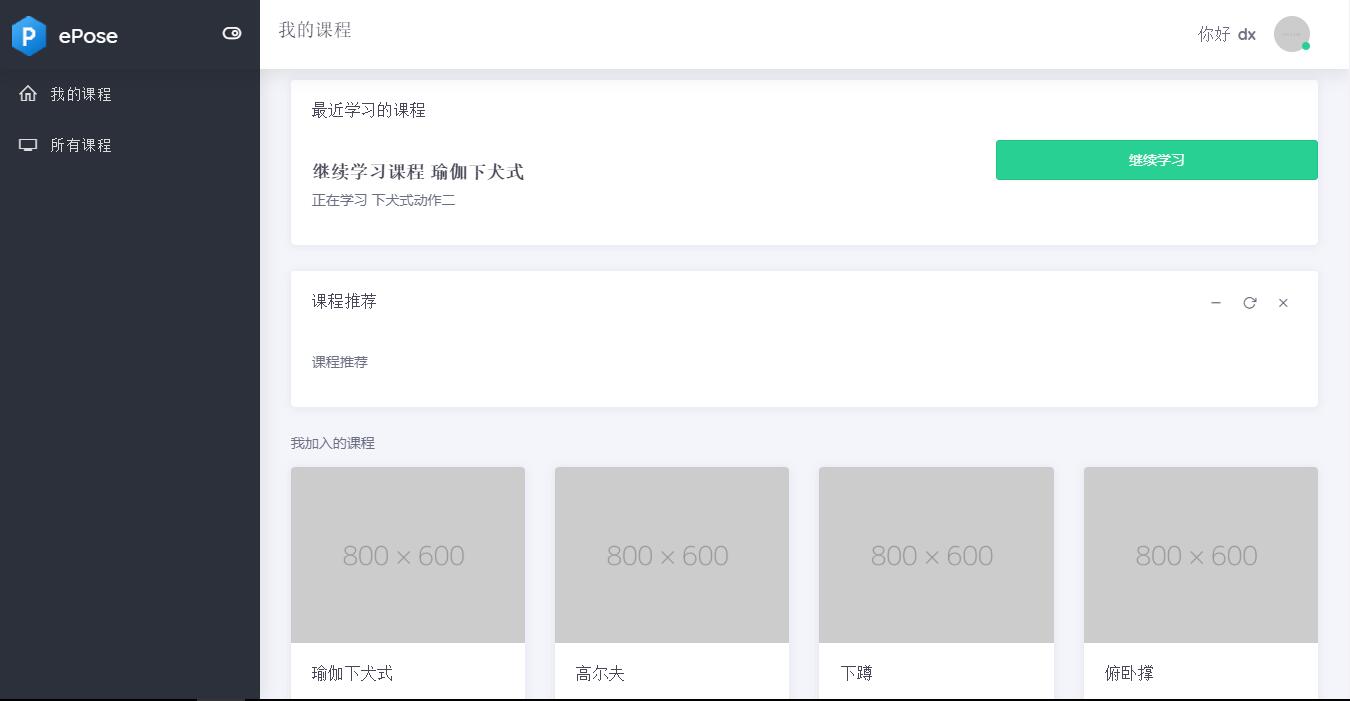 P ePose
我的课程
你好 dx
我的课程
所有课程
最近学习的课程
继续学习课程 瑜伽下犬式
正在学习 下犬式动作二
继续学习
课程推荐
课程推荐
我加入的课程
800 × 600
800 × 600
800 × 600
800 × 600
瑜伽下犬式
高尔夫
下蹲
俯卧撑